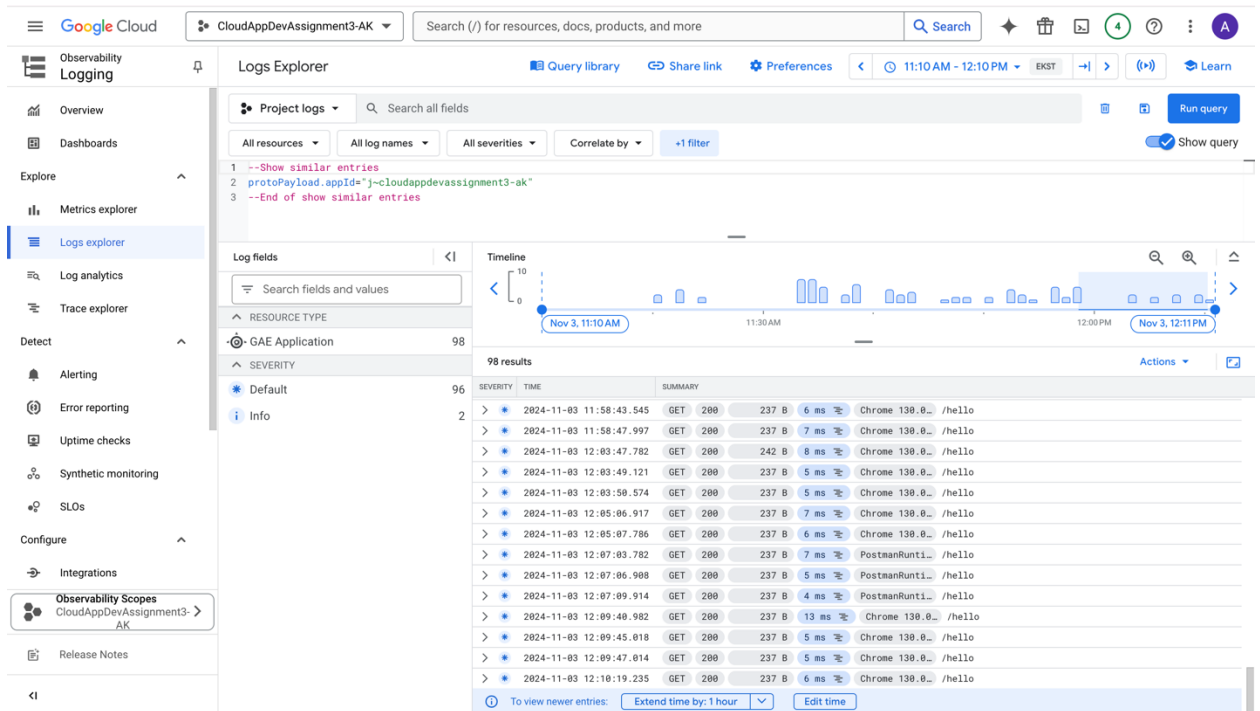 Google Cloud CloudAppDevAssignment3-AK Search (/) for resources, docs, products, and more Search 4 A
Observability
Logging
Logs Explorer Query library Share link Preferences 11:10 AM - 12:10 PM EKST Learn
Overview
Dashboards
Explore
Metrics explorer
Logs explorer
Log analytics
Trace explorer
Detect
Alerting
Error reporting
Uptime checks
Synthetic monitoring
SLOs
Configure
Integrations
Observability Scopes
CloudAppDevAssignment3-
AK
Release Notes
Project logs Search all fields Run query
All resources All log names All severities Correlate by +1 filter Show query
1 --Show similar entries
2 protoPayload.appId="j~cloudappdevassignment3-ak"
3 --End of show similar entries
Log fields
Search fields and values
RESOURCE TYPE
GAE Application 98
SEVERITY
Default 96
Info 2
Timeline
10
0
Nov 3, 11:10 AM 11:30 AM 12:00 PM Nov 3, 12:11 PM
98 results Actions
SEVERITY TIME SUMMARY
2024-11-03 11:58:43.545 GET 200 237 B 6 ms Chrome 130.0… /hello
2024-11-03 11:58:47.997 GET 200 237 B 7 ms Chrome 130.0… /hello
2024-11-03 12:03:47.782 GET 200 242 B 8 ms Chrome 130.0… /hello
2024-11-03 12:03:49.121 GET 200 237 B 5 ms Chrome 130.0… /hello
2024-11-03 12:03:50.574 GET 200 237 B 5 ms Chrome 130.0… /hello
2024-11-03 12:05:06.917 GET 200 237 B 7 ms Chrome 130.0… /hello
2024-11-03 12:05:07.786 GET 200 237 B 6 ms Chrome 130.0… /hello
2024-11-03 12:07:03.782 GET 200 237 B 7 ms PostmanRunti… /hello
2024-11-03 12:07:06.908 GET 200 237 B 5 ms PostmanRunti… /hello
2024-11-03 12:07:09.914 GET 200 237 B 4 ms PostmanRunti… /hello
2024-11-03 12:09:40.982 GET 200 237 B 13 ms Chrome 130.0… /hello
2024-11-03 12:09:45.018 GET 200 237 B 5 ms Chrome 130.0… /hello
2024-11-03 12:09:47.014 GET 200 237 B 5 ms Chrome 130.0… /hello
2024-11-03 12:10:19.235 GET 200 237 B 6 ms Chrome 130.0… /hello
To view newer entries: Extend time by: 1 hour Edit time